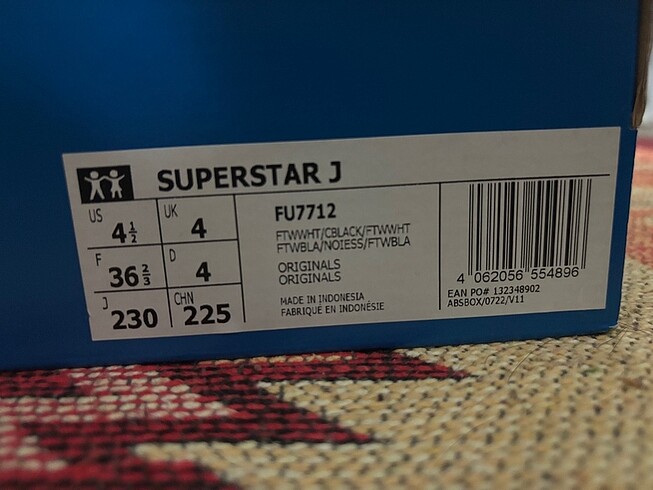 SUPERSTAR J
US 4½ UK 4
F 36⅔ D 4
J 230 CHN 225
FU7712
FTWWHT/CBLACK/FTWWHT
FTWBLA/NOIESS/FTWBLA
ORIGINALS
ORIGINALS
MADE IN INDONESIA
FABRIQUÉ EN INDONÉSIE
4 062056 554896
EAN PO# 132348902
ABSBOX/0722/V11